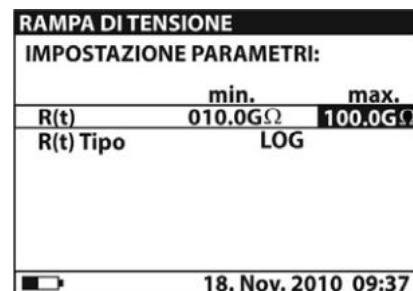 RAMPA DI TENSIONE
IMPOSTAZIONE PARAMETRI:
min. max.
R(t) 010.0GΩ 100.0GΩ
R(t) Tipo LOG
18. Nov. 2010 09:37